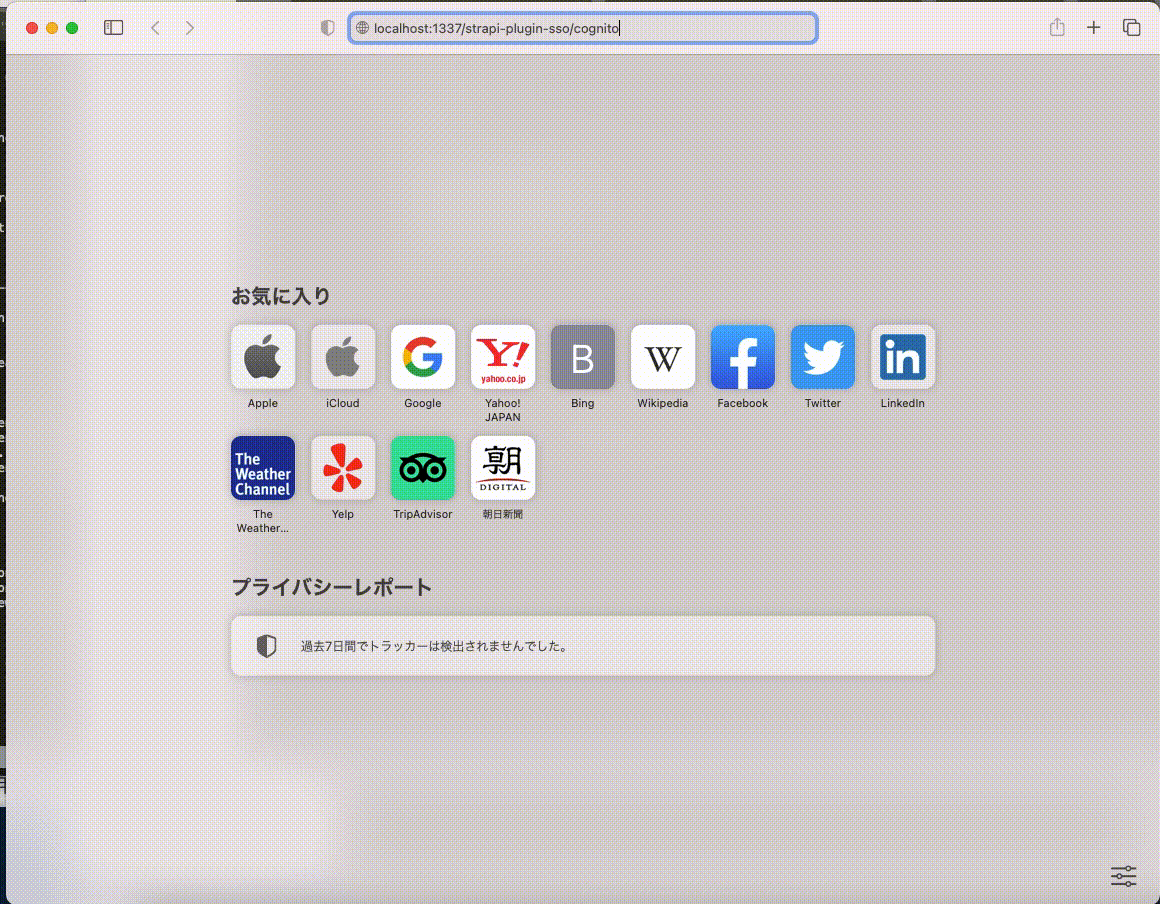 localhost:1337/strapi-plugin-sso/cognito
お気に入り
yahoo.co.jp
B
W
f
in
Apple
iCloud
Google
Yahoo!
JAPAN
Bing
Wikipedia
Facebook
Twitter
LinkedIn
The
Weather
Channel
朝
DIGITAL
The
Weather...
Yelp
TripAdvisor
朝日新聞
プライバシーレポート
過去7日間でトラッカーは検出されませんでした。